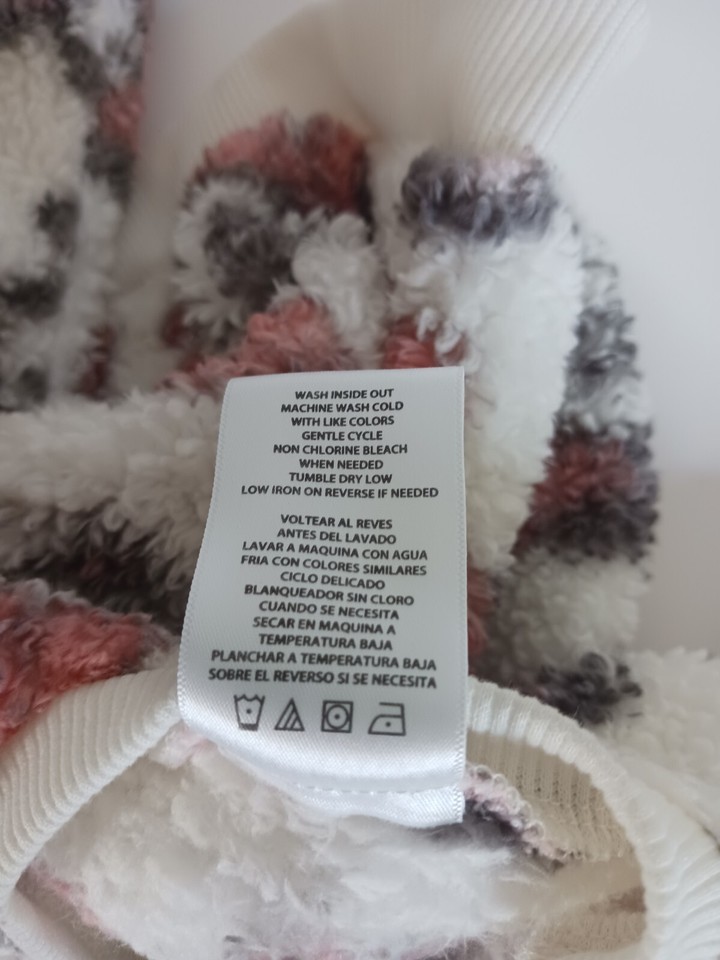 WASH INSIDE OUT
MACHINE WASH COLD
WITH LIKE COLORS
GENTLE CYCLE
NON CHLORINE BLEACH
WHEN NEEDED
TUMBLE DRY LOW
LOW IRON ON REVERSE IF NEEDED
VOLTEAR AL REVES
ANTES DEL LAVADO
LAVAR A MAQUINA CON AGUA
FRIA CON COLORES SIMILARES
CICLO DELICADO
BLANQUEADOR SIN CLORO
CUANDO SE NECESITA
SECAR EN MAQUINA A
TEMPERATURA BAJA
PLANCHAR A TEMPERATURA BAJA
SOBRE EL REVERSO SI SE NECESITA